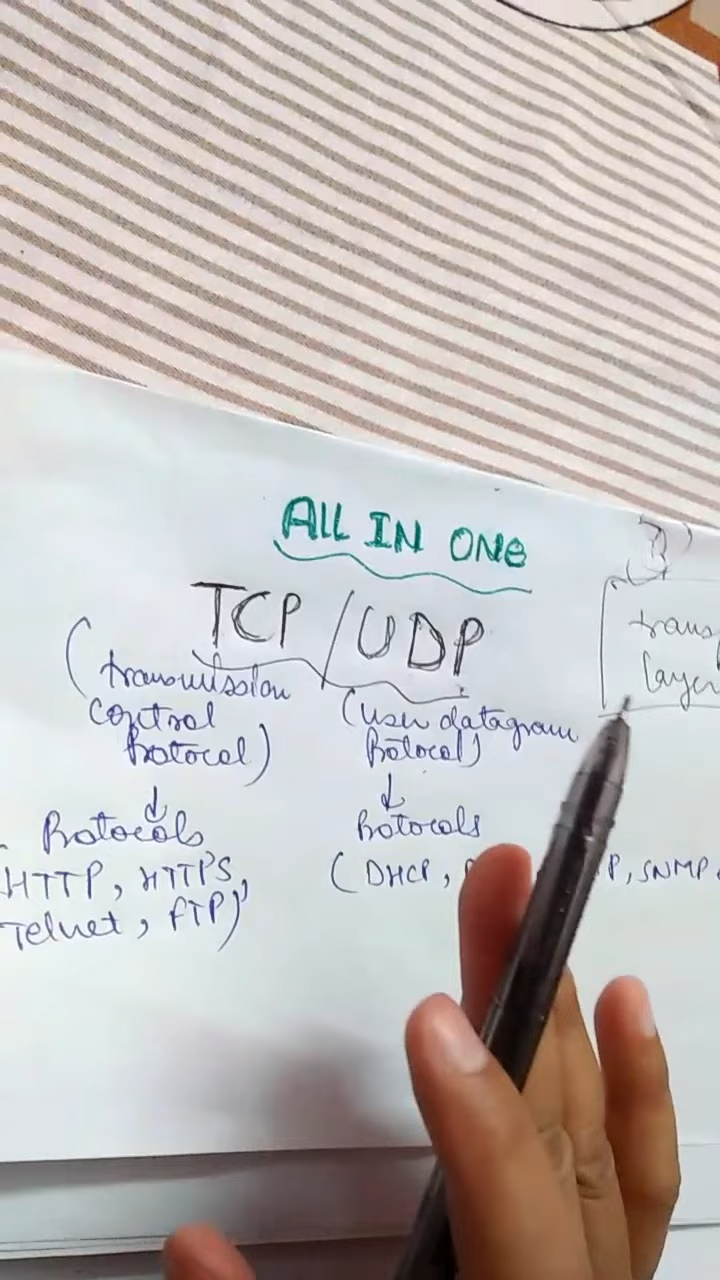 ALL IN ONE
TCP / UDP
(transmission
control
Protocol)
(user datagram
Protocol)
layer
↓
↓
Protocols
Protocols
HTTP, HTTPS,
Telnet, FTP)
(DHCP,
P, SNMP